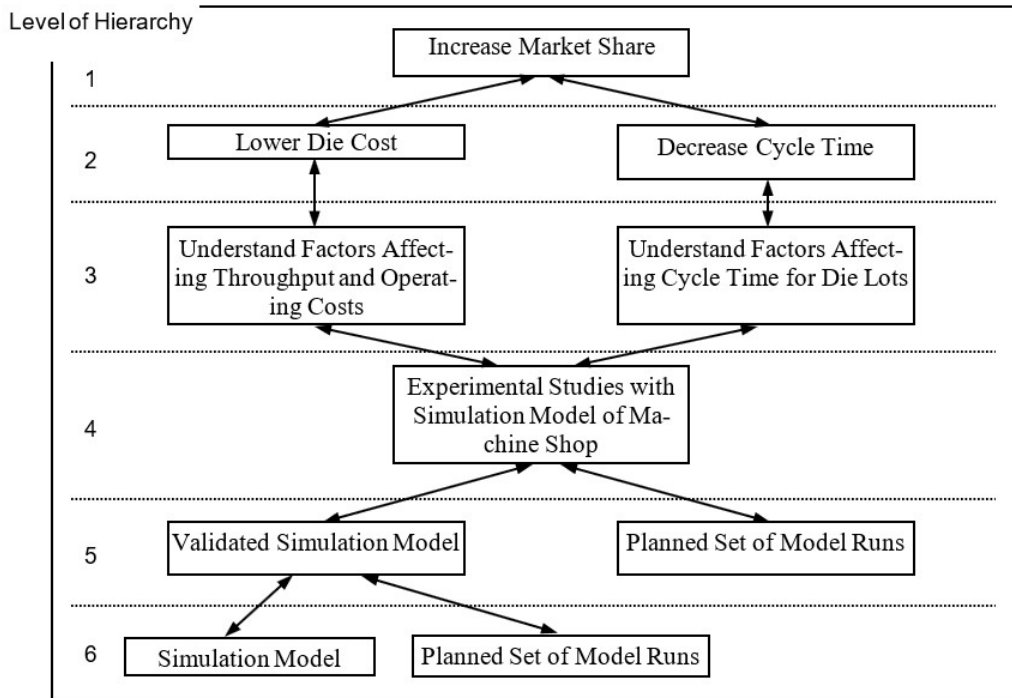 Level of Hierarchy
Increase Market Share
1
Lower Die Cost
Decrease Cycle Time
2
Understand Factors Affect-
ing Throughput and Operat-
ing Costs
Understand Factors Affect-
ing Cycle Time for Die Lots
3
Experimental Studies with
Simulation Model of Ma-
chine Shop
4
Validated Simulation Model
Planned Set of Model Runs
5
Simulation Model
Planned Set of Model Runs
6